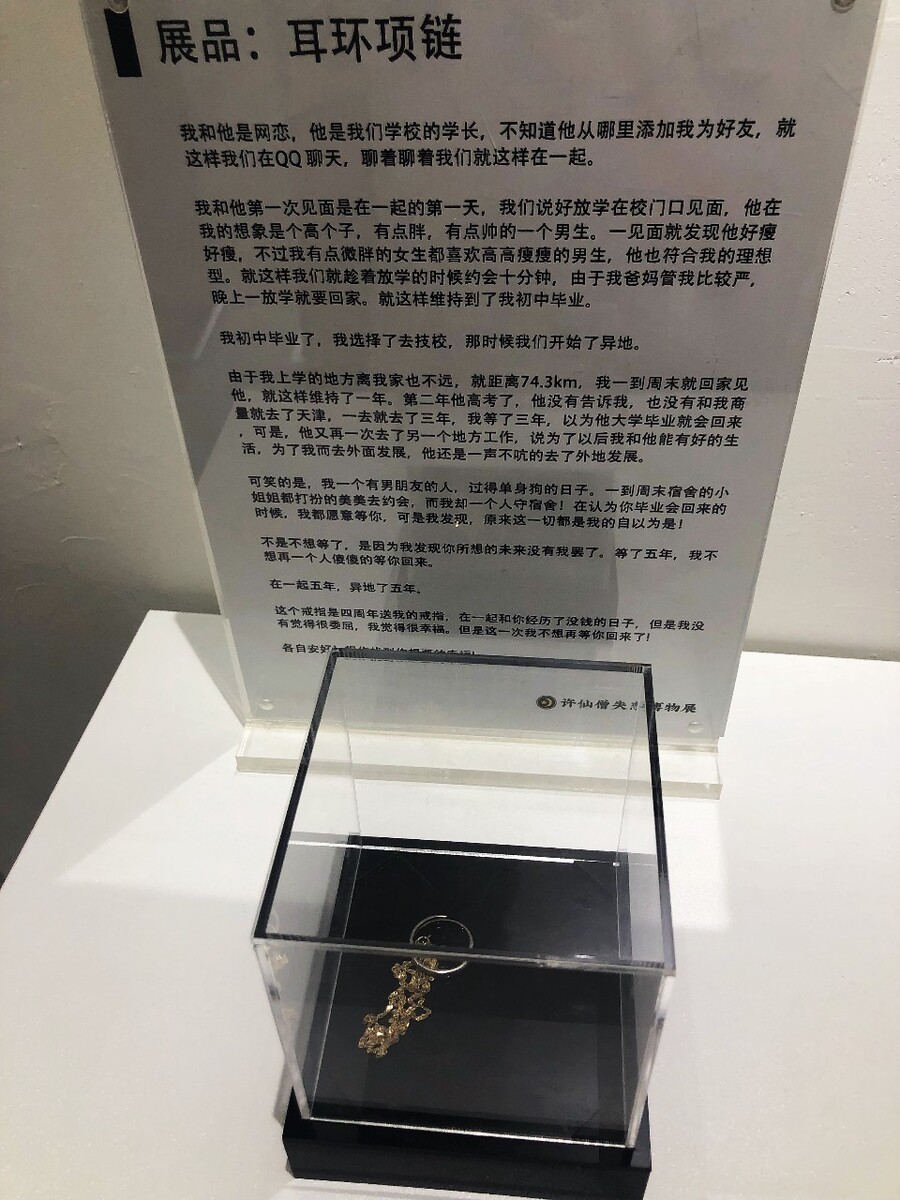 展品：耳环项链
我和他是网恋，他是我们学校的学长，不知道他从哪里添加我为好友，就
这样我们在QQ聊天，聊着聊着我们就这样在一起。
我和他第一次见面是在一起的第一天，我们说好放学在校门口见面，他在
我的想象是个高个子，有点胖，有点帅的一个男生。一见面就发现他好瘦
好瘦，不过我有点微胖的女生都喜欢高高瘦瘦的男生，他也符合我的理想
型。就这样我们就趁着放学的时候约会十分钟，由于我爸妈管我比较严，
晚上一放学就要回家。就这样维持到了我初中毕业。
我初中毕业了，我选择了去技校，那时候我们开始了异地。
由于我上学的地方离我家也不远，就距离74.3km，我一到周末就回家见
他，就这样维持了一年。第二年他高考了，他没有告诉我，也没有和我商
量就去了天津，一去就去了三年，我等了三年，以为他大学毕业就会回来
，可是，他又再一次去了另一个地方工作，说为了以后我和他能有好的生
活，为了我而去外面发展，他还是一声不吭的去了外地发展。
可笑的是，我一个有男朋友的人，过得单身狗的日子。一到周末宿舍的小
姐姐都打扮的美美去约会，而我却一个人守宿舍！在认为你毕业会回来的
时候，我都愿意等你，可是我发现，原来这一切都是我的自以为是！
不是不想等了，是因为我发现你所想的未来没有我罢了。等了五年，我不
想再一个人傻傻的等你回来。
在一起五年，异地了五年。
这个戒指是四周年送我的戒指，在一起和你经历了没钱的日子，但是我没
有觉得很委屈，我觉得很幸福。但是这一次我不想再等你回来了！
各自安好
许仙僧失 博物展